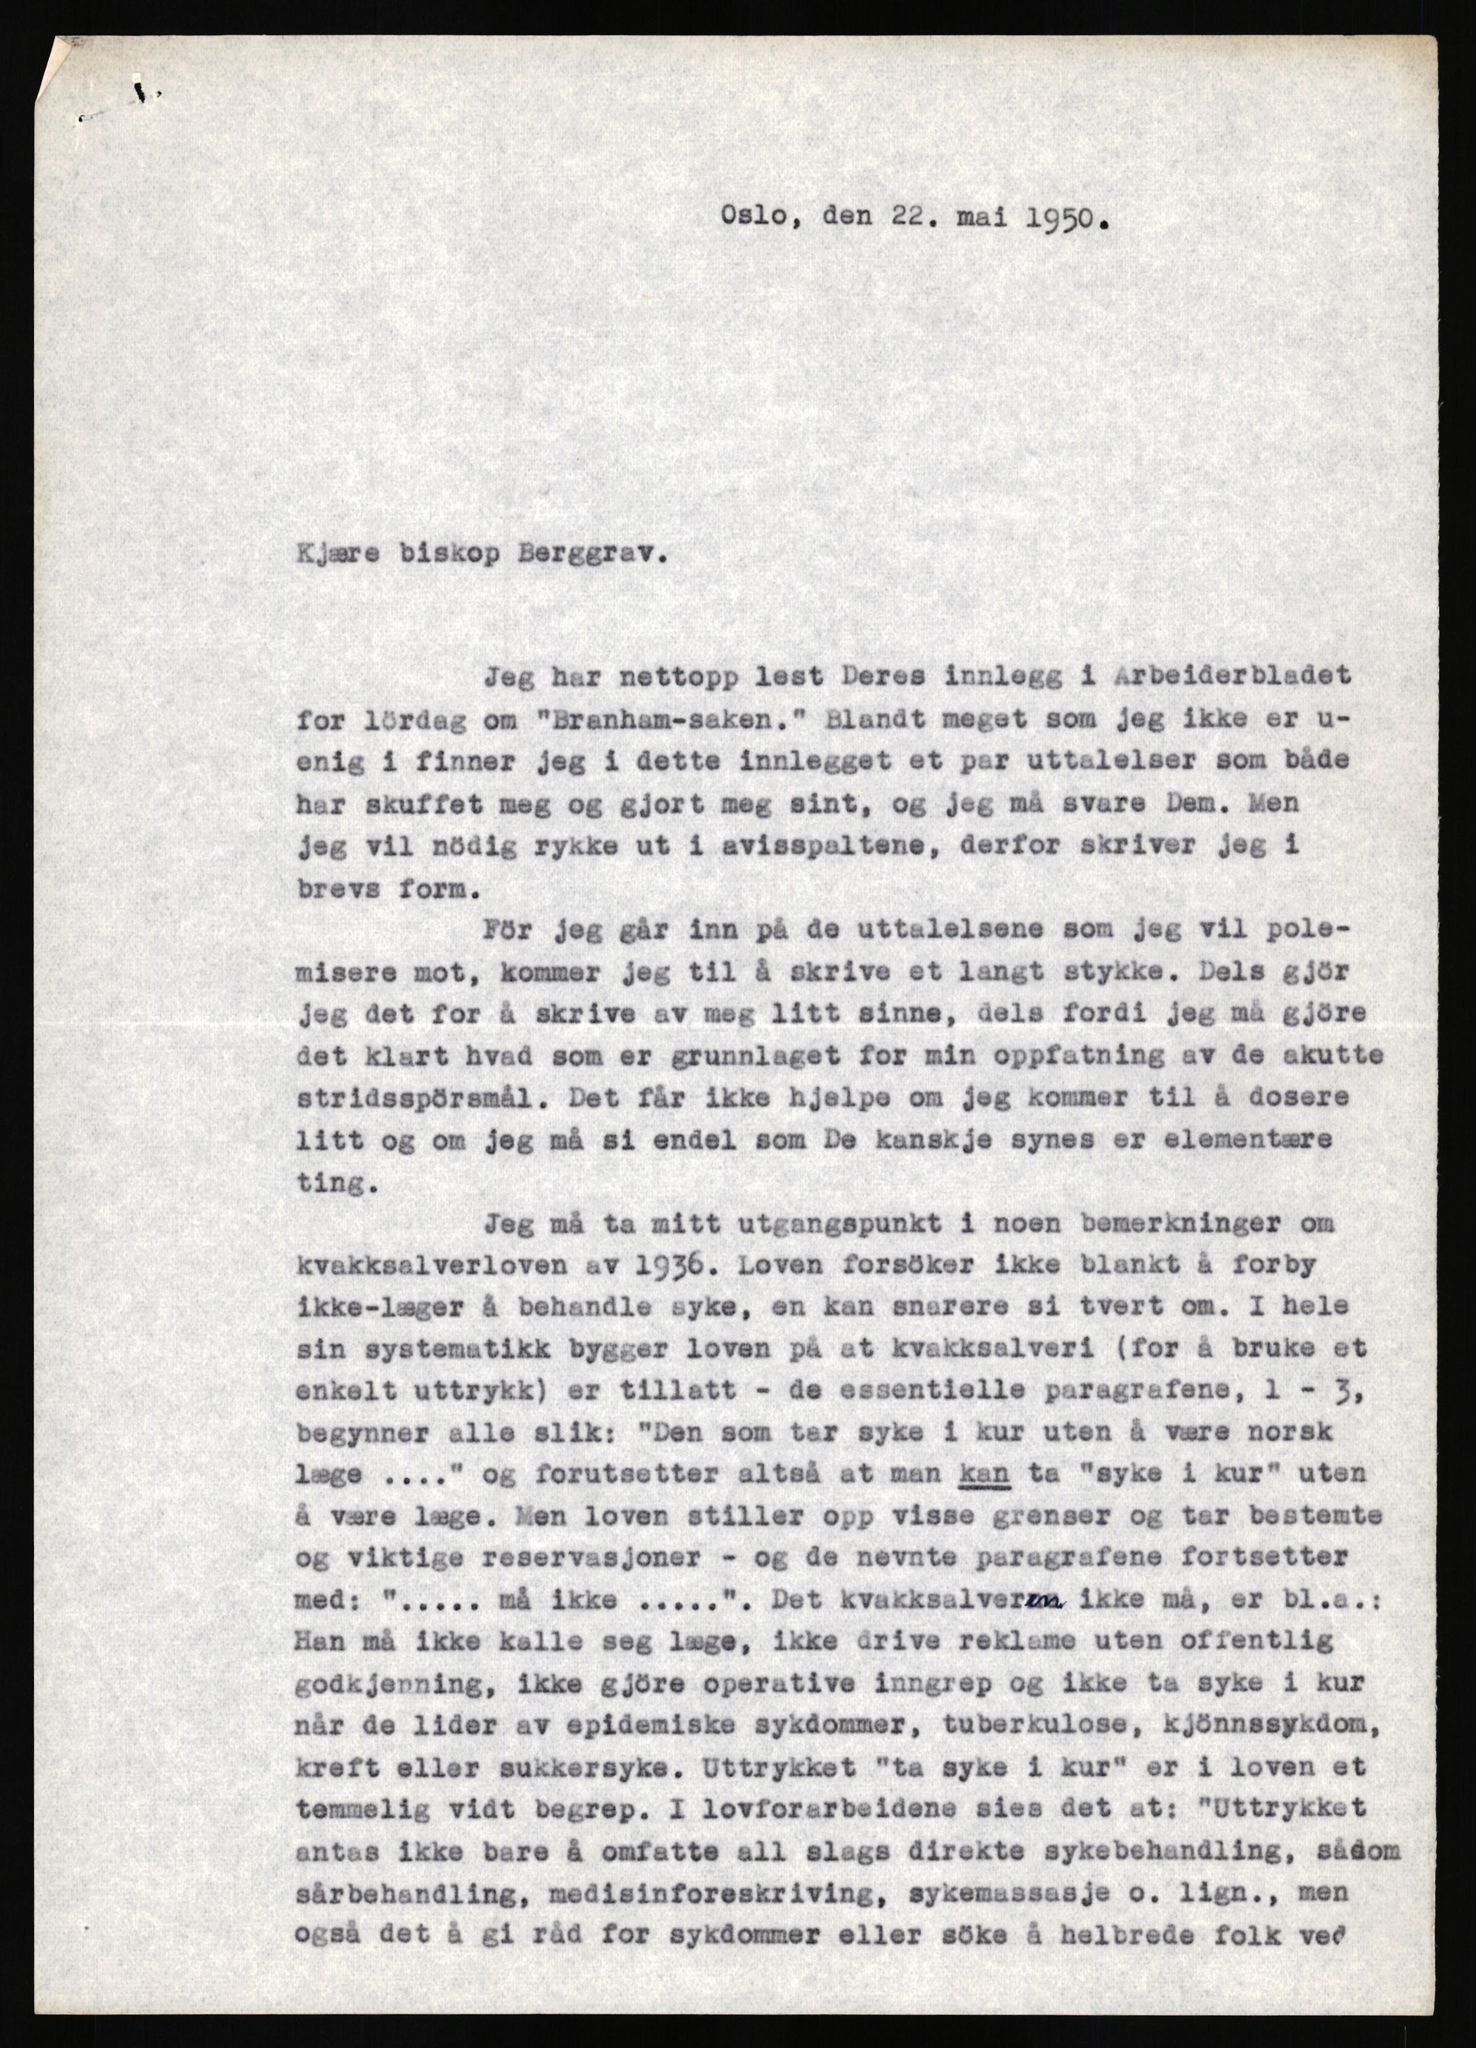 Oslo, den 22. mai 1950.
Kjære biskop Berggrav.
Jeg har nettopp lest Deres innlegg i Arbeiderbladet
for lördag om "Branham-saken." Blandt meget som jeg ikke er u-
enig i finner jeg i dette innlegget et par uttalelser som både
har skuffet meg og gjort meg sint, og jeg må svare Dem. Men
jeg vil nödig rykke ut i avisspaltene, derfor skriver jeg i
brevs form.
För jeg går inn på de uttalelsene som jeg vil pole-
misere mot, kommer jeg til å skrive et langt stykke. Dels gjör
jeg det for å skrive av meg litt sinne, dels fordi jeg må gjöre
det klart hvad som er grunnlaget for min oppfatning av de akutte
stridsspörsmål. Det får ikke hjelpe om jeg kommer til å dosere
litt og om jeg må si endel som De kanskje synes er elementære
ting.
Jeg må ta mitt utgangspunkt i noen bemerkninger om
kvakksalverloven av 1936. Loven forsöker ikke blankt å forby
ikke-læger å behandle syke, en kan snarere si tvert om. I hele
sin systematikk bygger loven på at kvakksalveri (for å bruke et
enkelt uttrykk) er tillatt - de essentielle paragrafene, 1 - 3,
begynner alle slik: "Den som tar syke i kur uten å være norsk
læge ...." og forutsetter altså at man kan ta "syke i kur" uten
å være læge. Men loven stiller opp visse grenser og tar bestemte
og viktige reservasjoner - og de nevnte paragrafene fortsetter
med: "..... må ikke .....". Det kvakksalveren ikke må, er bl.a.:
Han må ikke kalle seg læge, ikke drive reklame uten offentlig
godkjenning, ikke gjöre operative inngrep og ikke ta syke i kur
når de lider av epidemiske sykdommer, tuberkulose, kjönnssykdom,
kreft eller sukkersyke. Uttrykket "ta syke i kur" er i loven et
temmelig vidt begrep. I lovforarbeidene sies det at: "Uttrykket
antas ikke bare å omfatte all slags direkte sykebehandling, såsom
sårbehandling, medisinforeskriving, sykemassasje o. lign., men
også det å gi råd for sykdommer eller söke å helbrede folk ved